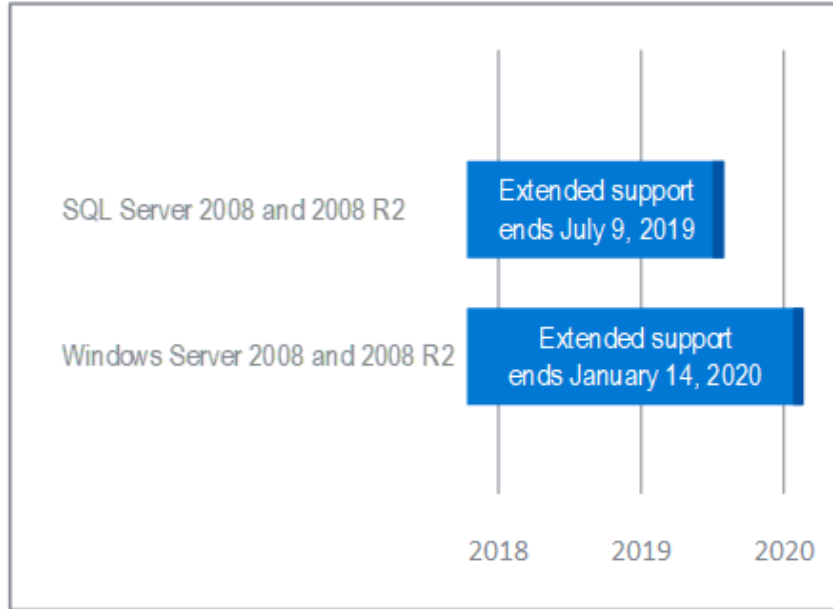 SQL Server 2008 and 2008 R2
Extended support
ends July 9, 2019
Windows Server 2008 and 2008 R2
Extended support
ends January 14, 2020
2018
2019
2020